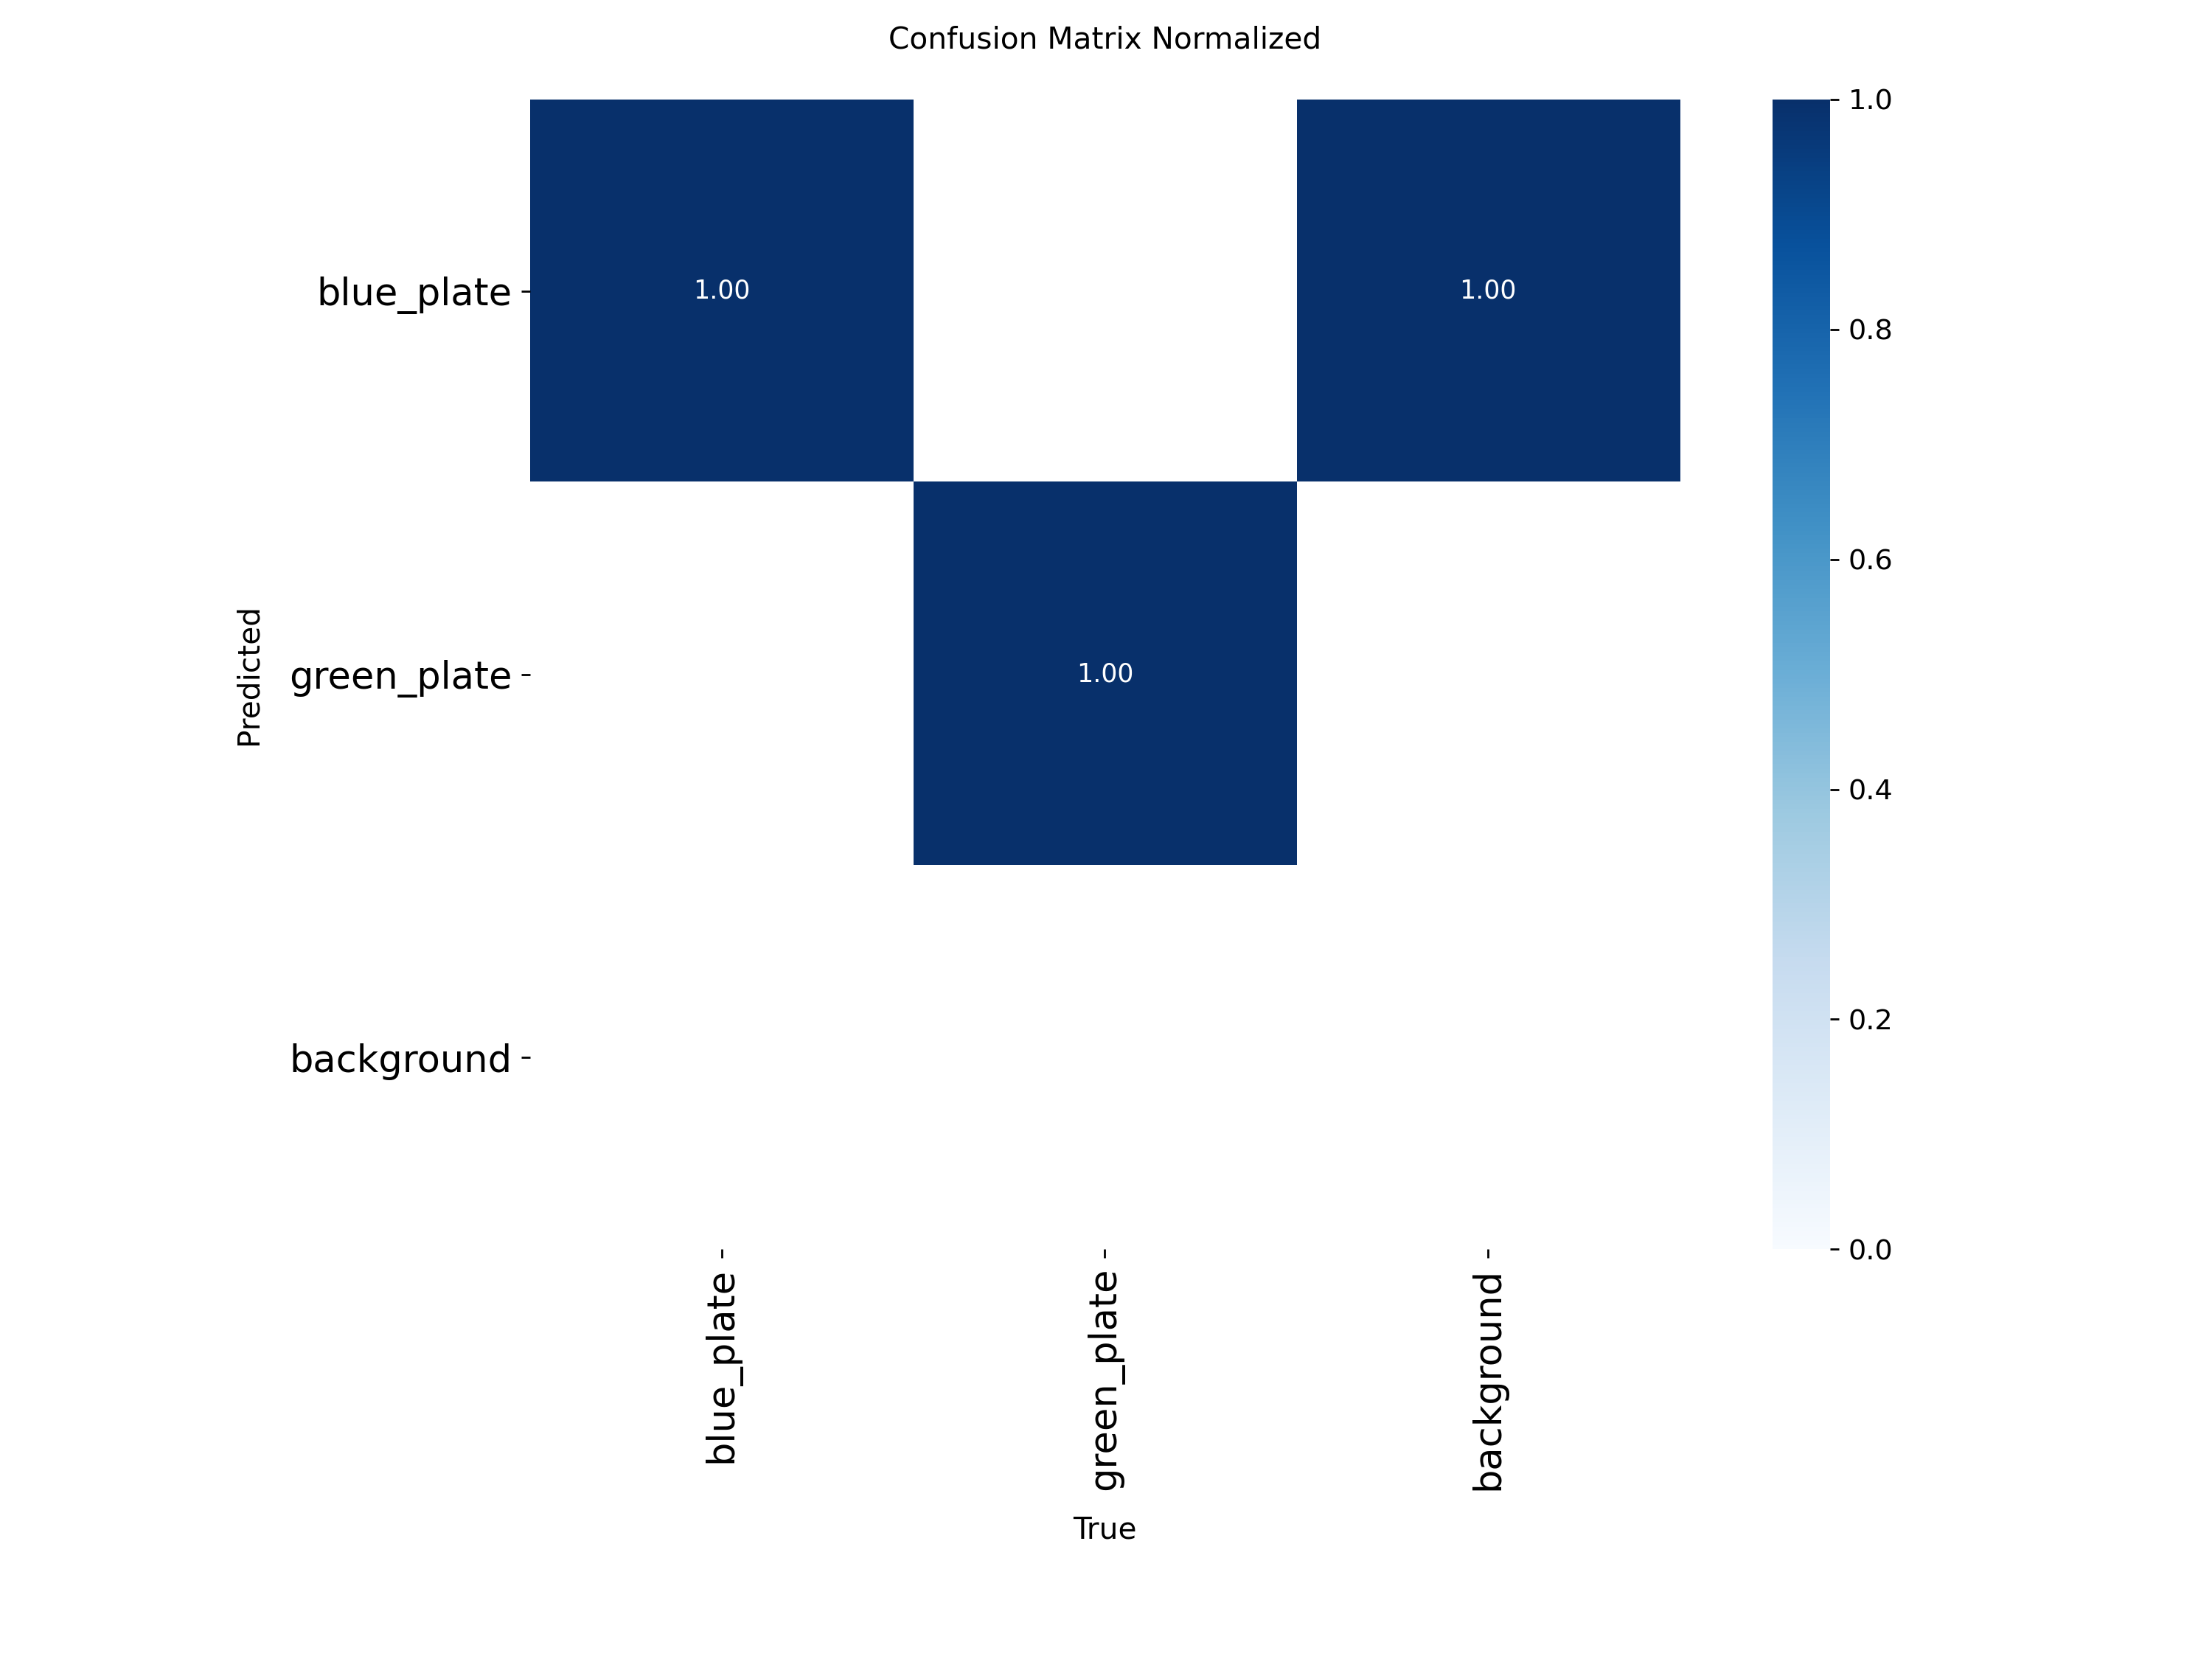 Confusion Matrix Normalized
blue_plate
green_plate
background
Predicted
1.00
1.00
1.00
blue_plate
green_plate
background
True
1.0
0.8
0.6
0.4
0.2
0.0